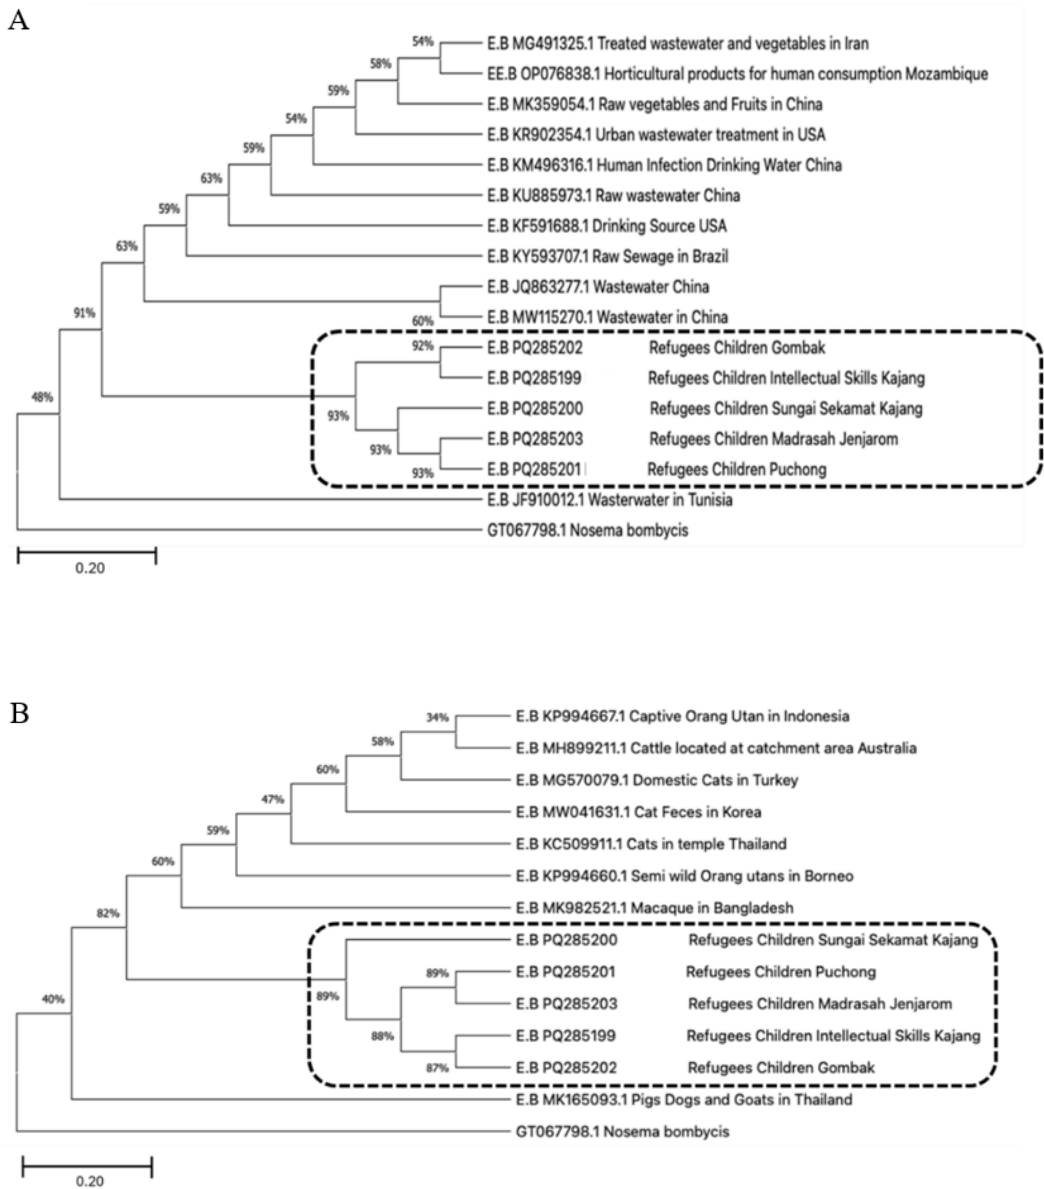 A
54%
E.B MG491325.1 Treated wastewater and vegetables in Iran
58%
EE.B OP076838.1 Horticultural products for human consumption Mozambique
59%
E.B MK359054.1 Raw vegetables and Fruits in China
54%
E.B KR902354.1 Urban wastewater treatment in USA
59%
E.B KM496316.1 Human Infection Drinking Water China
63%
E.B KU885973.1 Raw wastewater China
59%
E.B KF591688.1 Drinking Source USA
63%
E.B KY593707.1 Raw Sewage in Brazil
E.B JQ863277.1 Wastewater China
91%
60%
E.B MW115270.1 Wastewater in China
92%
E.B PQ285202 Refugees Children Gombak
E.B PQ285199 Refugees Children Intellectual Skills Kajang
48%
93%
E.B PQ285200 Refugees Children Sungai Sekamat Kajang
93%
E.B PQ285203 Refugees Children Madrasah Jenjarom
93%
E.B PQ285201 Refugees Children Puchong
E.B JF910012.1 Wasterwater in Tunisia
GT067798.1 Nosema bombycis
0.20
B
34%
E.B KP994667.1 Captive Orang Utan in Indonesia
58%
E.B MH899211.1 Cattle located at catchment area Australia
60%
E.B MG570079.1 Domestic Cats in Turkey
47%
E.B MW041631.1 Cat Feces in Korea
59%
E.B KC509911.1 Cats in temple Thailand
60%
E.B KP994660.1 Semi wild Orang utans in Borneo
82%
E.B MK982521.1 Macaque in Bangladesh
E.B PQ285200 Refugees Children Sungai Sekamat Kajang
89%
E.B PQ285201 Refugees Children Puchong
40%
89%
E.B PQ285203 Refugees Children Madrasah Jenjarom
88%
E.B PQ285199 Refugees Children Intellectual Skills Kajang
87%
E.B PQ285202 Refugees Children Gombak
E.B MK165093.1 Pigs Dogs and Goats in Thailand
GT067798.1 Nosema bombycis
0.20